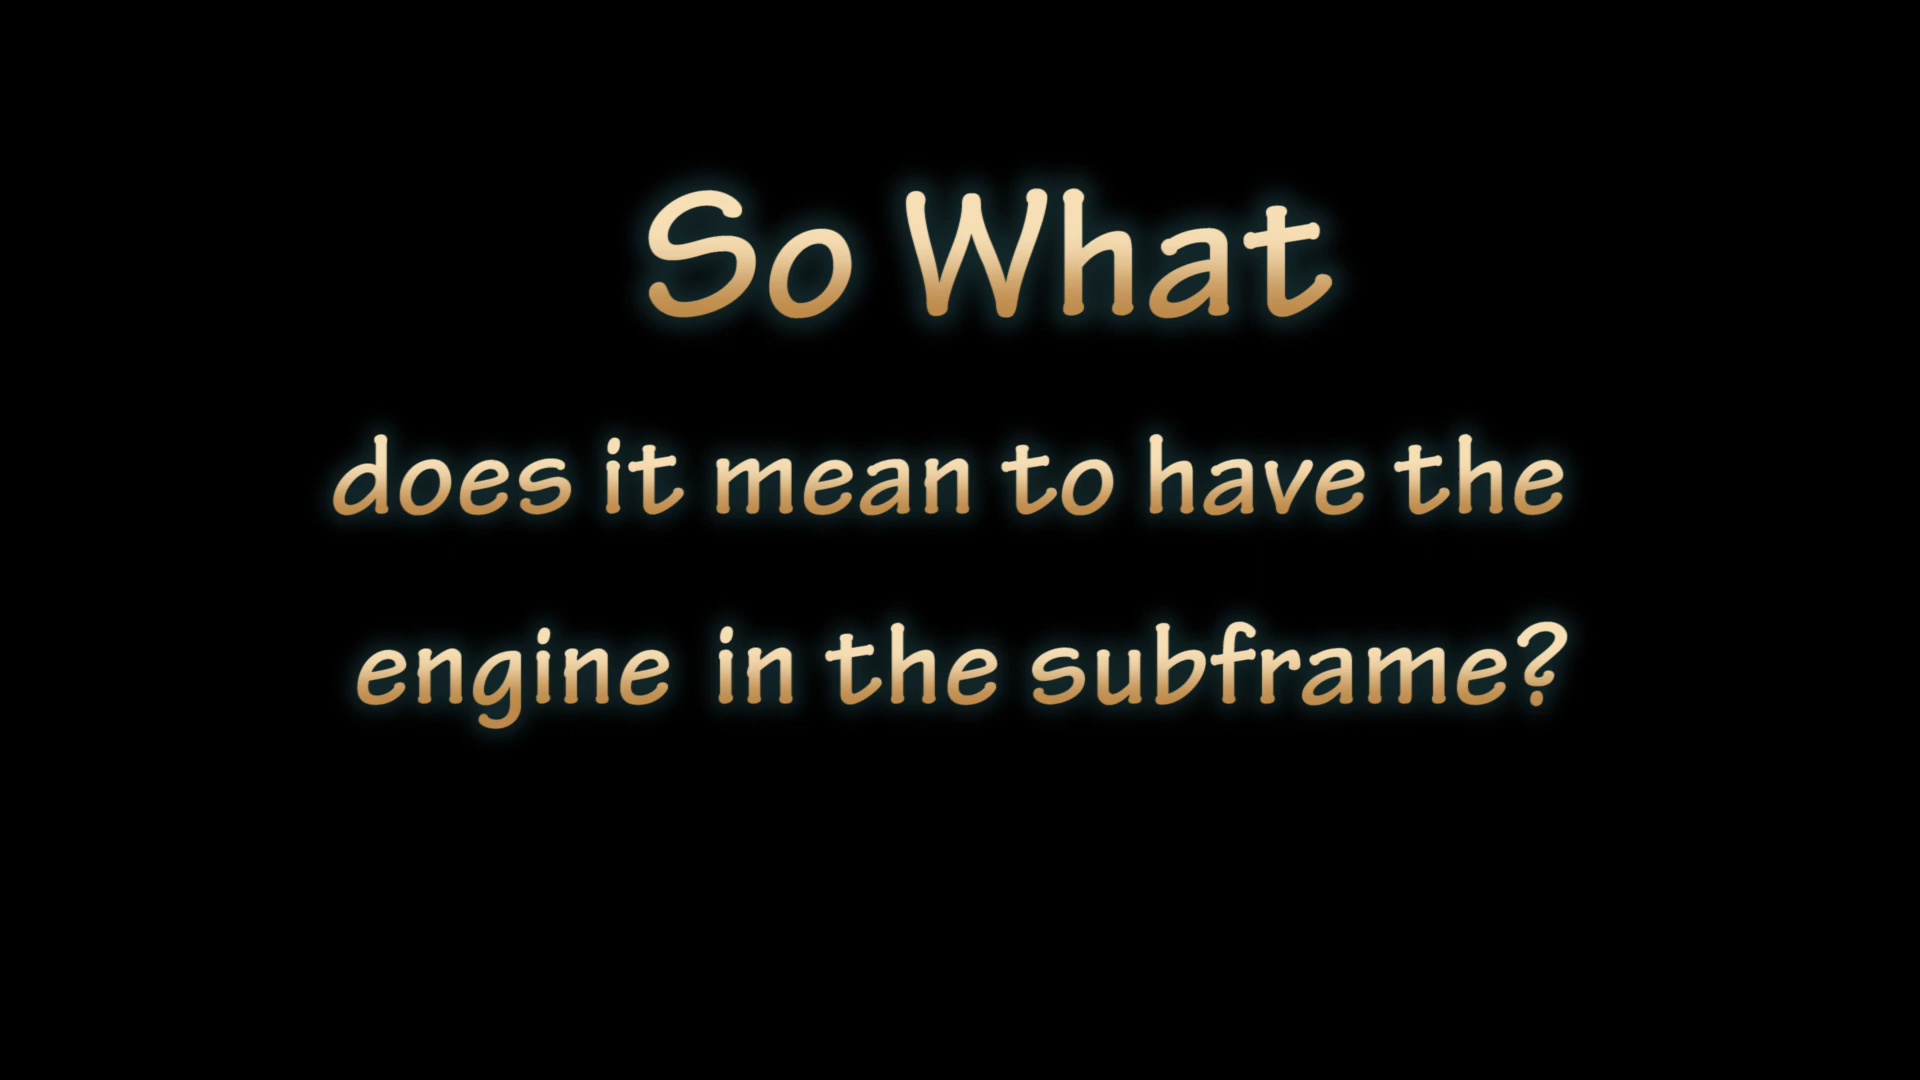 So What
does it mean to have the
engine in the subframe?